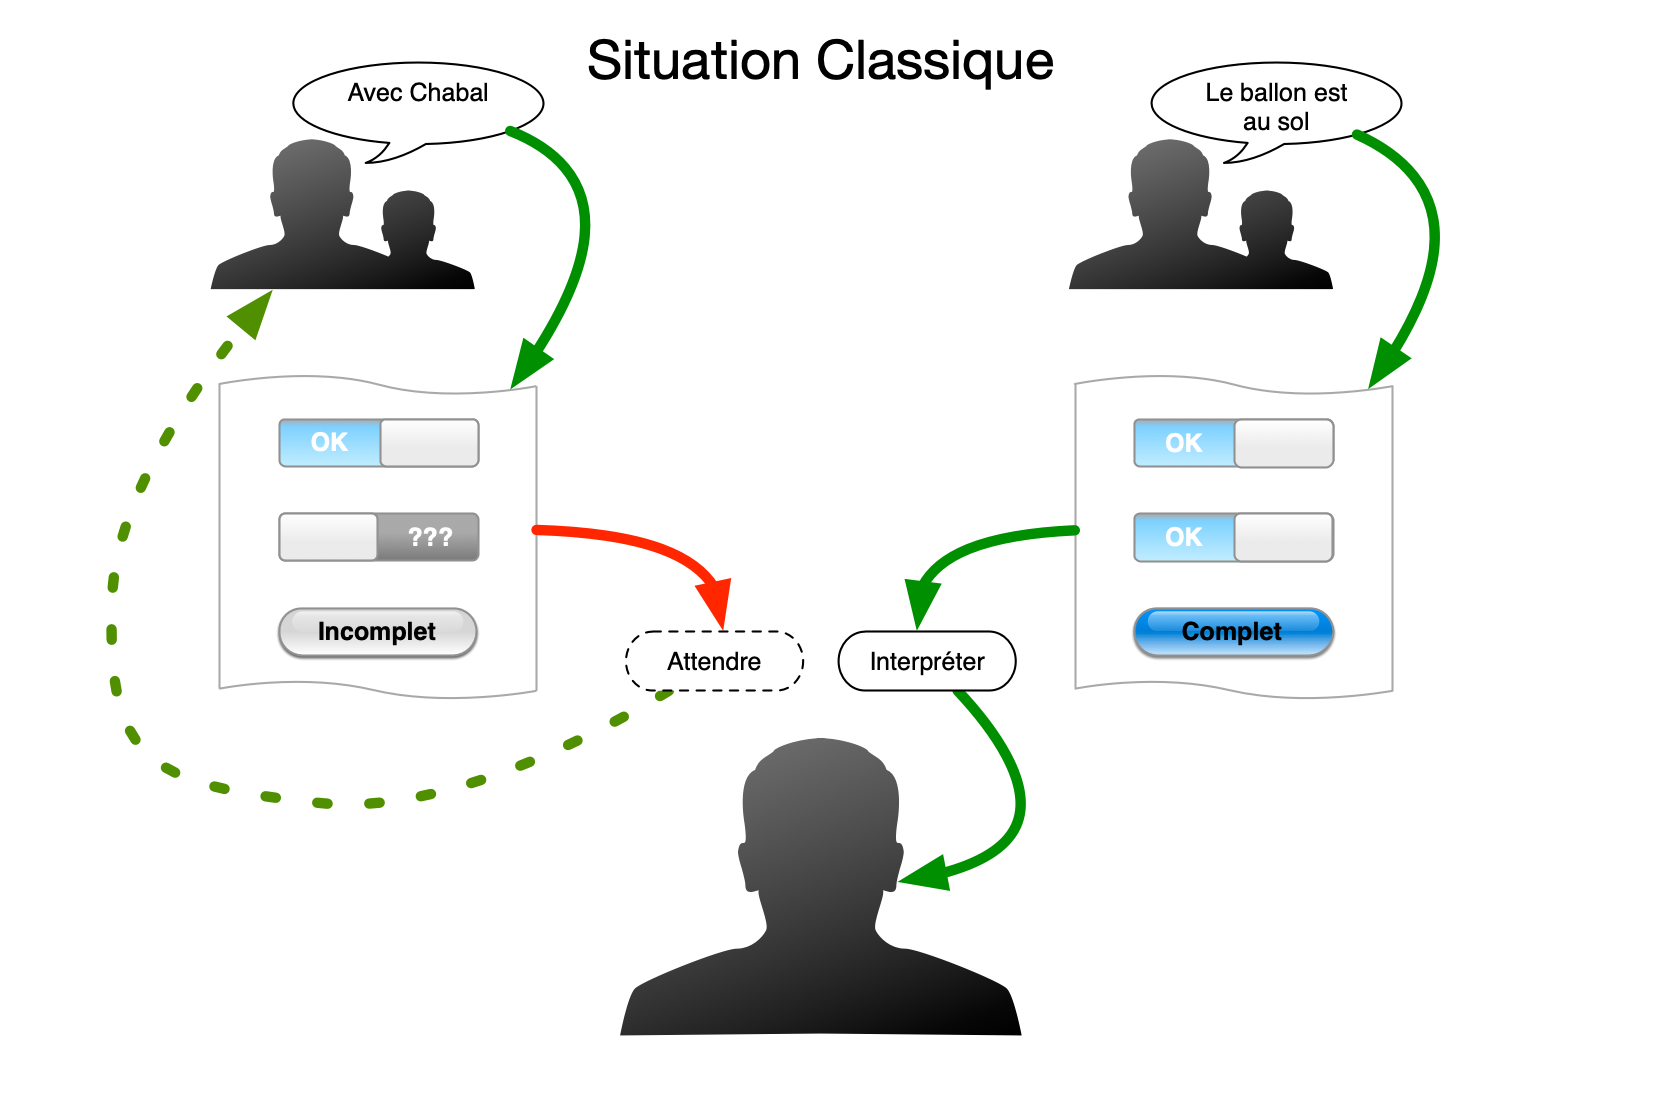 Situation Classique
Avec Chabal
Le ballon est
au sol
OK
???
Incomplet
OK
OK
Complet
Attendre
Interpréter